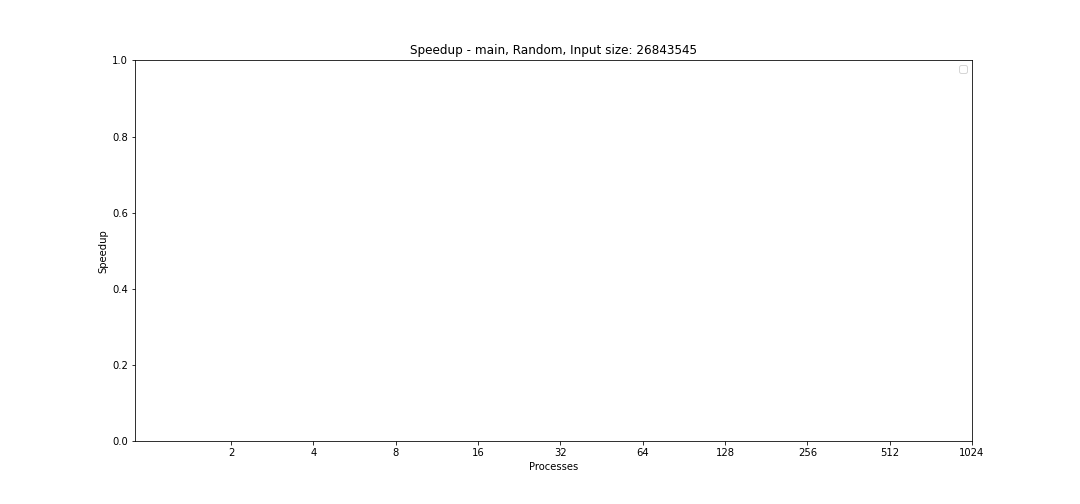 Speedup - main, Random, Input size: 26843545
1.0
0.8
0.6
0.4
0.2
0.0
Speedup
2 4 8 16 32 64 128 256 512 1024
Processes